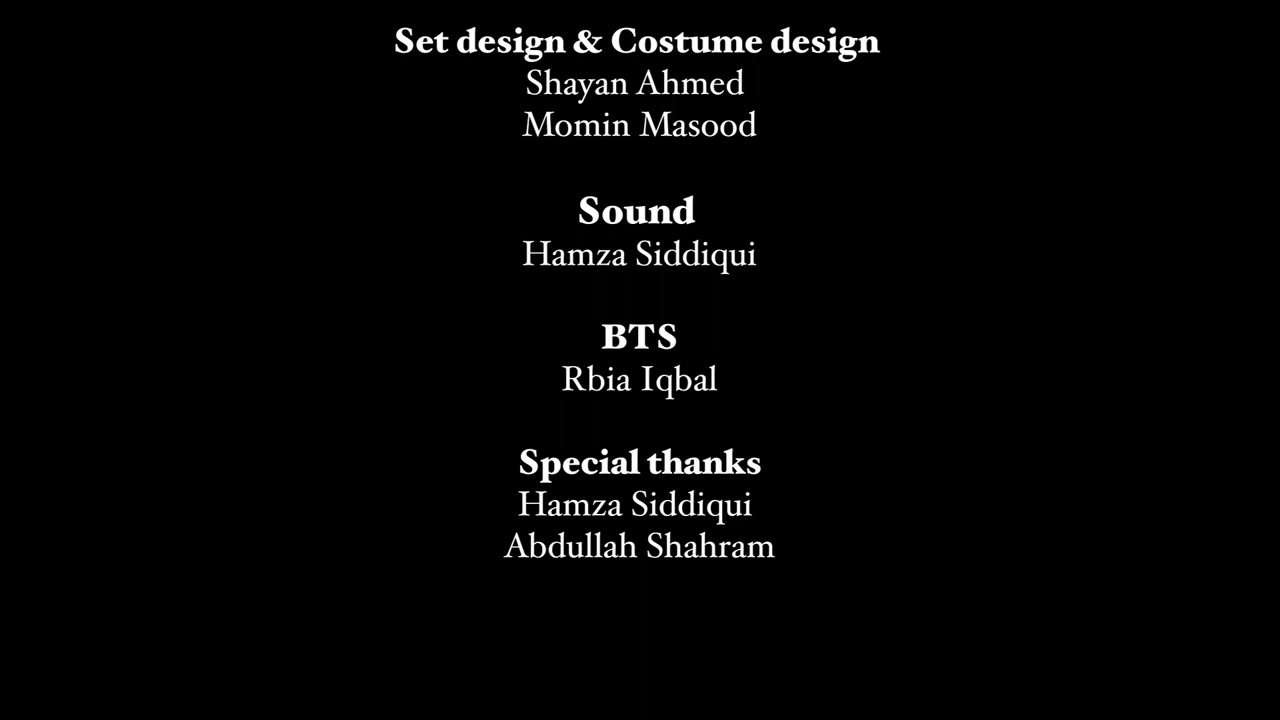 Set design & Costume design
Shayan Ahmed
Momin Masood
Sound
Hamza Siddiqui
BTS
Rbia Iqbal
Special thanks
Hamza Siddiqui
Abdullah Shahram